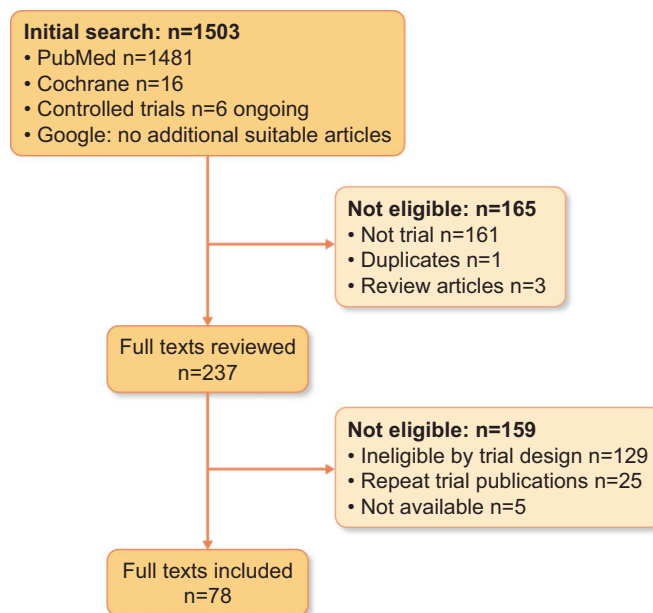 Initial search: n=1503
• PubMed n=1481
• Cochrane n=16
• Controlled trials n=6 ongoing
• Google: no additional suitable articles
Not eligible: n=165
• Not trial n=161
• Duplicates n=1
• Review articles n=3
Full texts reviewed
n=237
Not eligible: n=159
• Ineligible by trial design n=129
• Repeat trial publications n=25
• Not available n=5
Full texts included
n=78